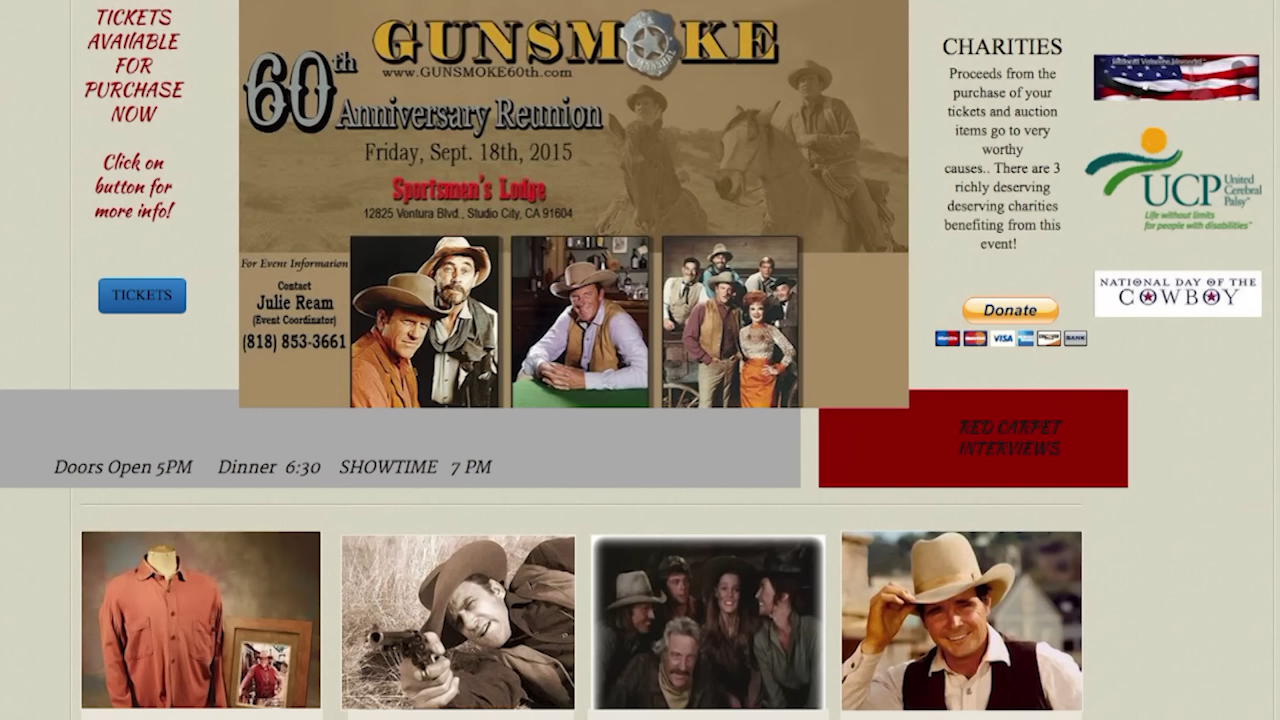 TICKETS
AVAIlABLE
FOR
PURCHASE
NOW
Click on
button for
more info!
TICKETS
GUNSMOKE
www.GUNSMOKE60th.com
60th
Anniversary Reunion
Friday, Sept. 18th, 2015
Sportsmen's Lodge
12825 Ventura Blvd., Studio City, CA 91604
For Event Information
Contact
Julie Ream
(Event Coordinator)
(818) 853-3661
CHARITIES
Proceeds from the
purchase of your
tickets and auction
items go to very
worthy
causes.. There are 3
richly deserving
deserving charities
benefiting from this
event!
Donate
VISA
BANK
UCP
United
Cerebral
Palsy™
Life without limits
for people with disabilities™
NATIONAL DAY OF THE
COWBOY
Doors Open 5PM Dinner 6:30 SHOWTIME 7 PM
RED CARPET
INTERVIEWS